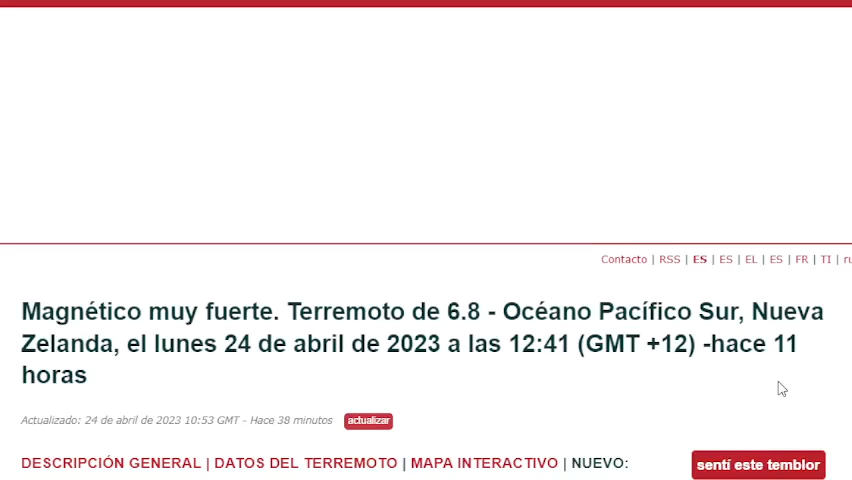 Contacto | RSS | ES | ES | EL | ES | FR | TI | ru
Magnético muy fuerte. Terremoto de 6.8 - Océano Pacífico Sur, Nueva
Zelanda, el lunes 24 de abril de 2023 a las 12:41 (GMT +12) -hace 11
horas
Actualizado: 24 de abril de 2023 10:53 GMT - Hace 38 minutos actualizar
DESCRIPCIÓN GENERAL | DATOS DEL TERREMOTO | MAPA INTERACTIVO | NUEVO: sentí este temblor